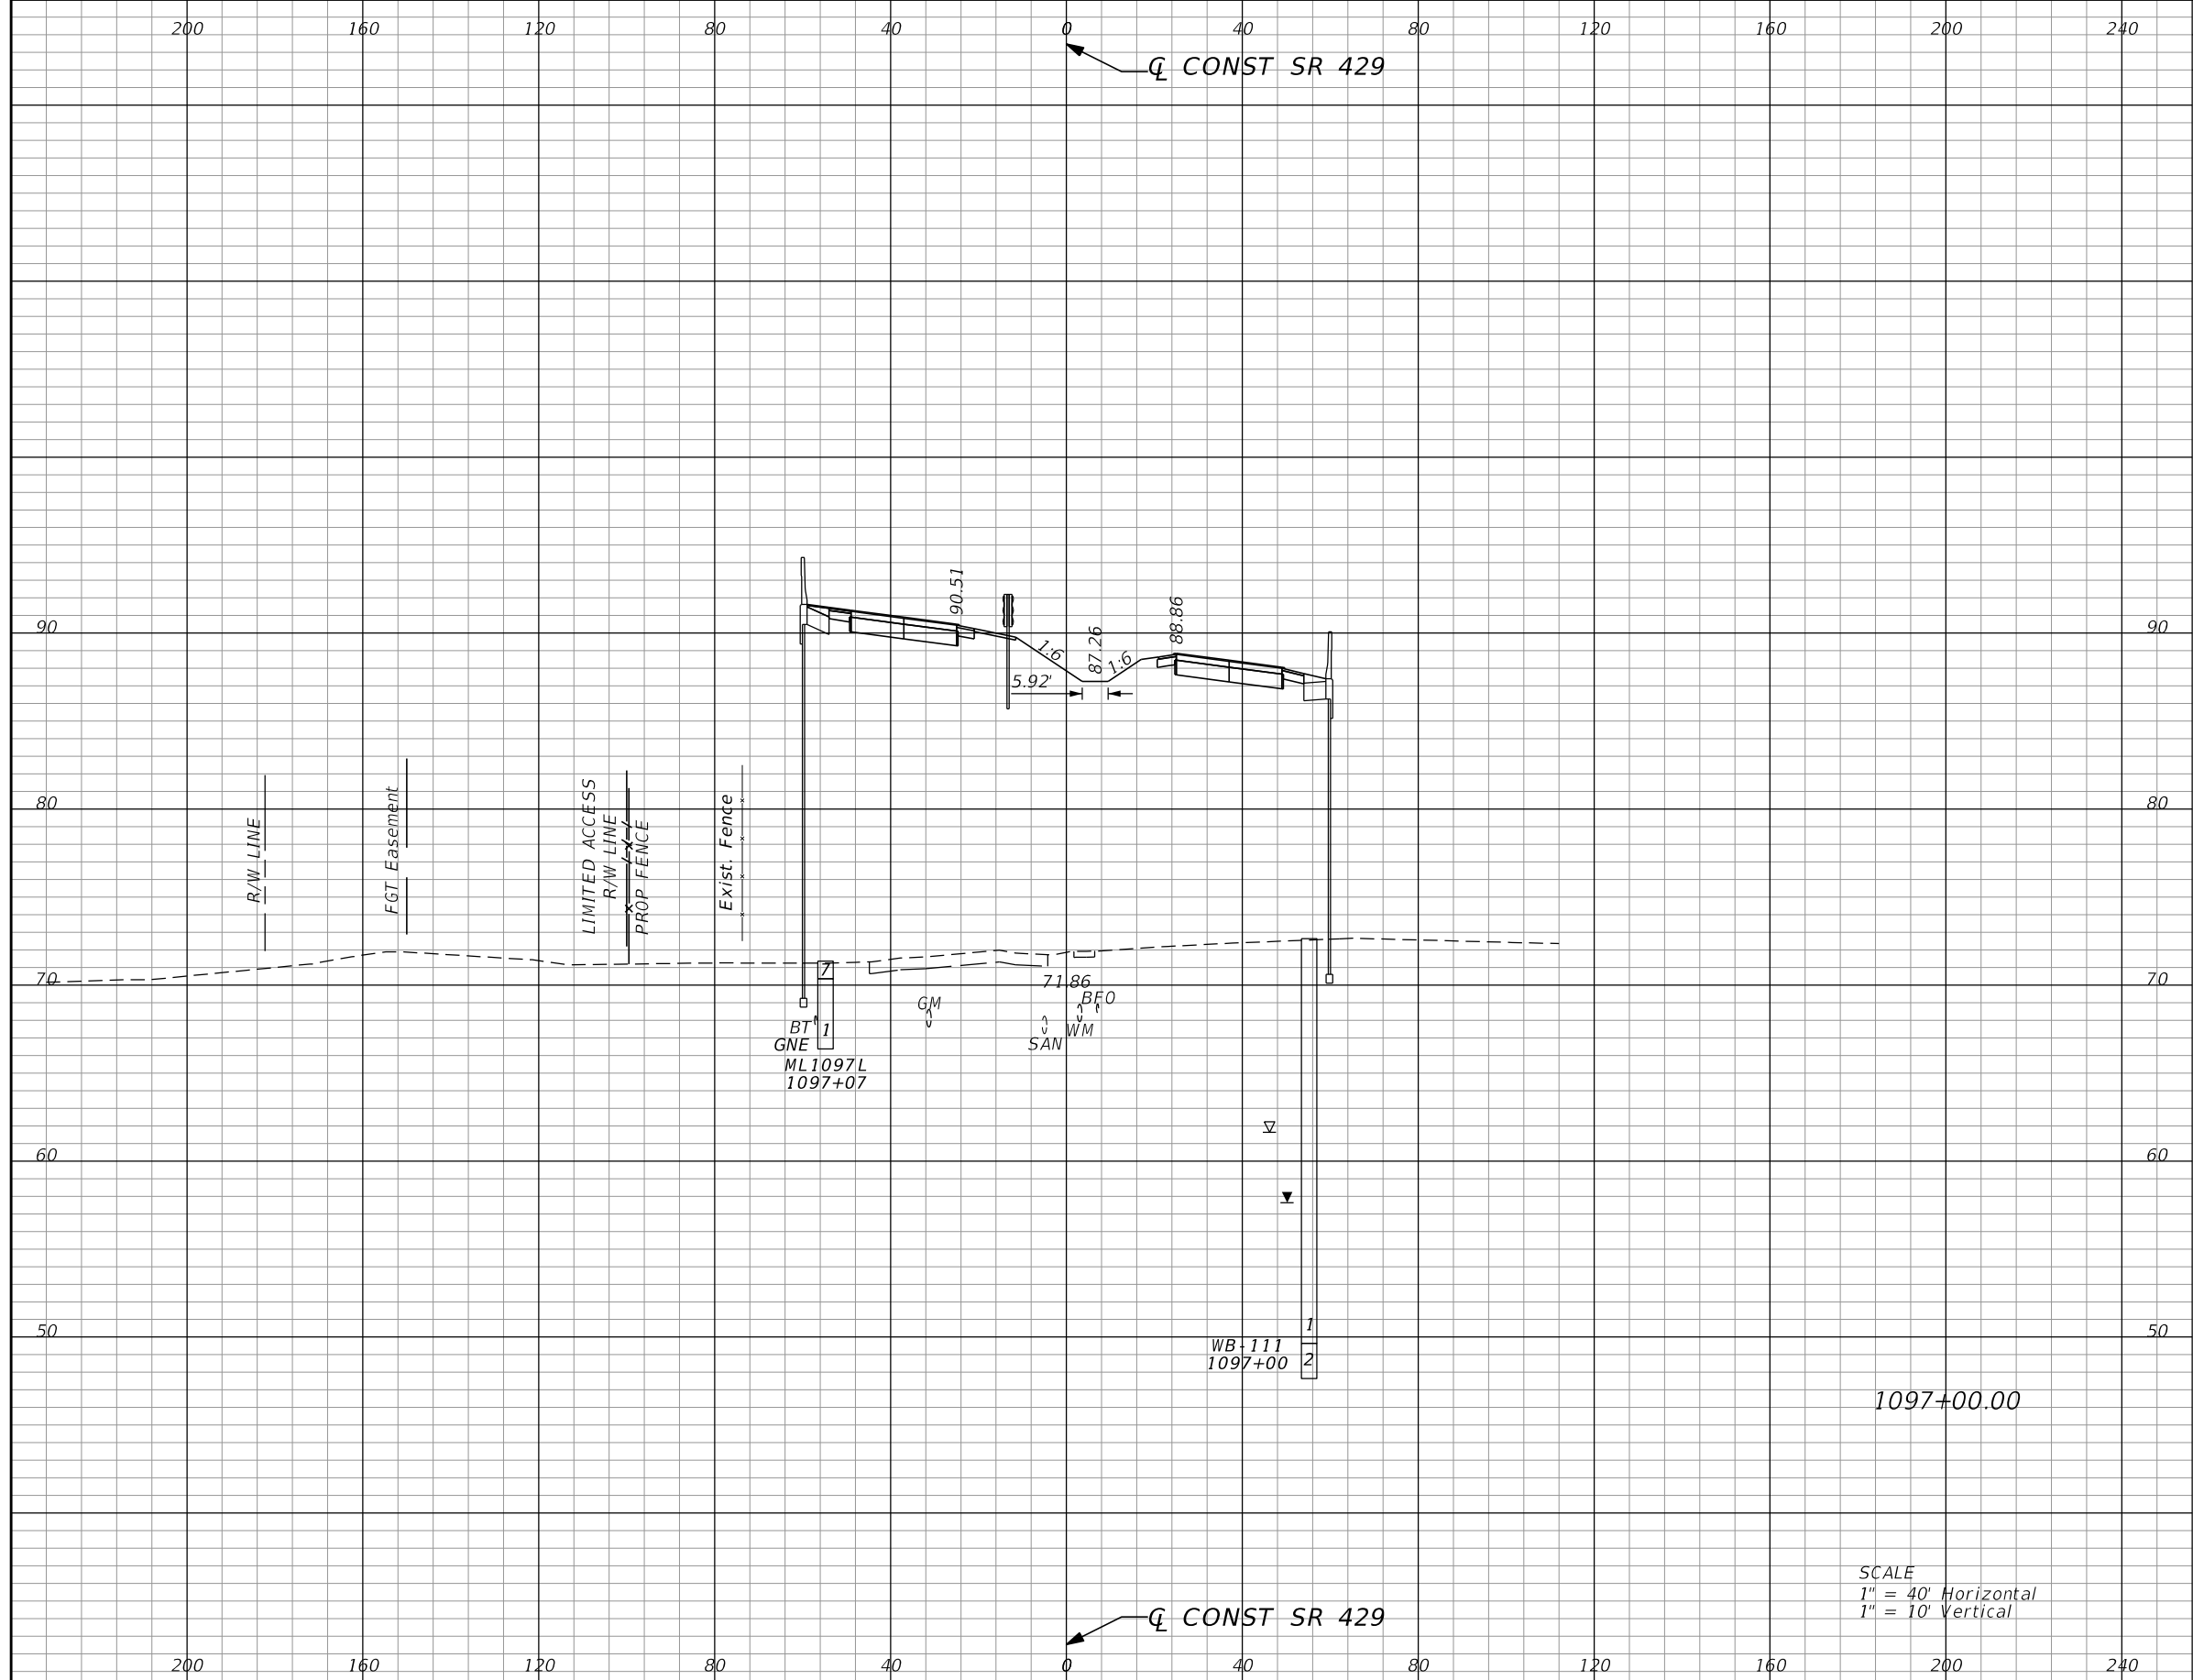 200 160 120 80 40 0 40 80 120 160 200 240
℄ CONST SR 429
90.51
88.86
87.26
90 90
1:6
1:6
5.92'
80 80
R/W LINE
FGT Easement
LIMITED ACCESS
R/W LINE
PROP FENCE
Exist. Fence
70 70
7
71.86
GM
BFO
BT
1
WM
GNE
SAN
ML1097L
1097+07
60 60
50 50
1
WB-111
1097+00
2
1097+00.00
SCALE
1" = 40' Horizontal
1" = 10' Vertical
℄ CONST SR 429
200 160 120 80 40 0 40 80 120 160 200 240